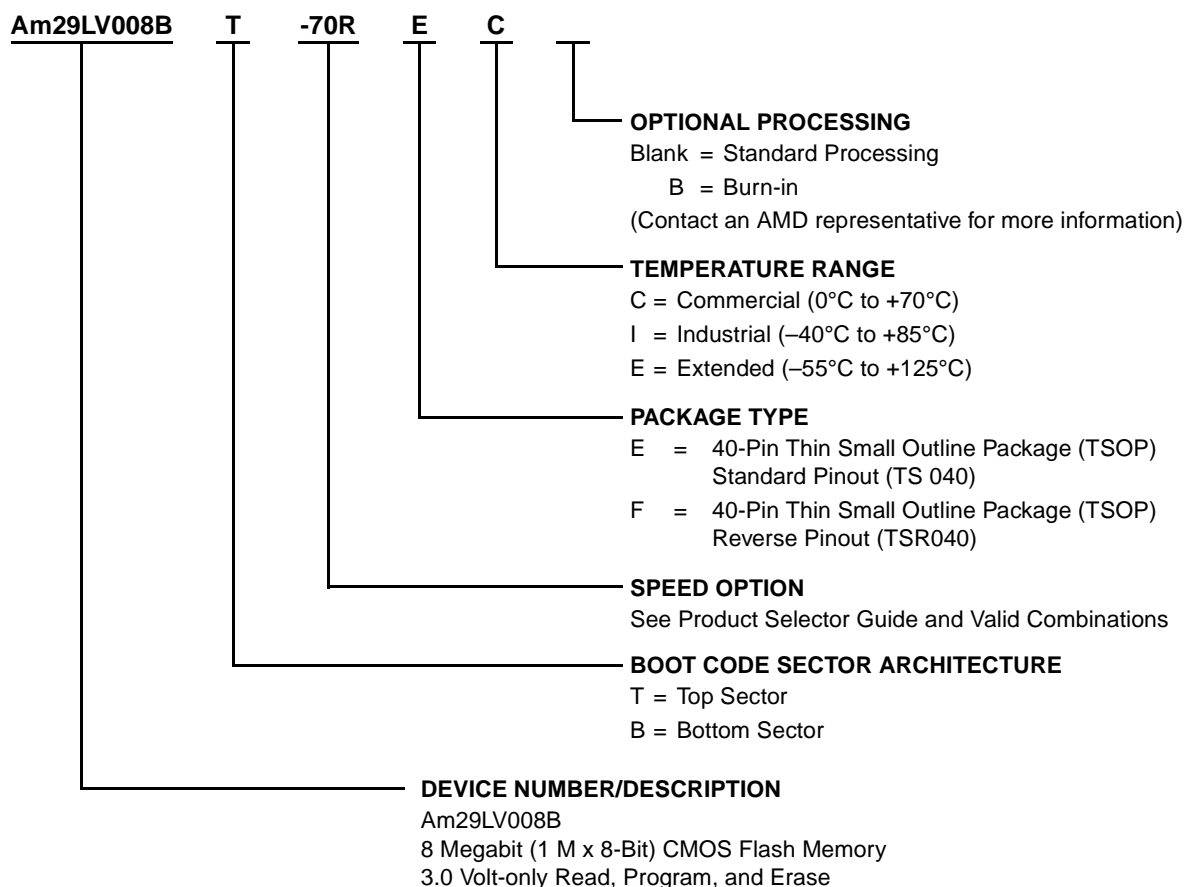 Am29LV008B T -70R E C
OPTIONAL PROCESSING
Blank = Standard Processing
B = Burn-in
(Contact an AMD representative for more information)
TEMPERATURE RANGE
C = Commercial (0°C to +70°C)
I = Industrial (–40°C to +85°C)
E = Extended (–55°C to +125°C)
PACKAGE TYPE
E = 40-Pin Thin Small Outline Package (TSOP)
Standard Pinout (TS 040)
F = 40-Pin Thin Small Outline Package (TSOP)
Reverse Pinout (TSR040)
SPEED OPTION
See Product Selector Guide and Valid Combinations
BOOT CODE SECTOR ARCHITECTURE
T = Top Sector
B = Bottom Sector
DEVICE NUMBER/DESCRIPTION
Am29LV008B
8 Megabit (1 M x 8-Bit) CMOS Flash Memory
3.0 Volt-only Read, Program, and Erase